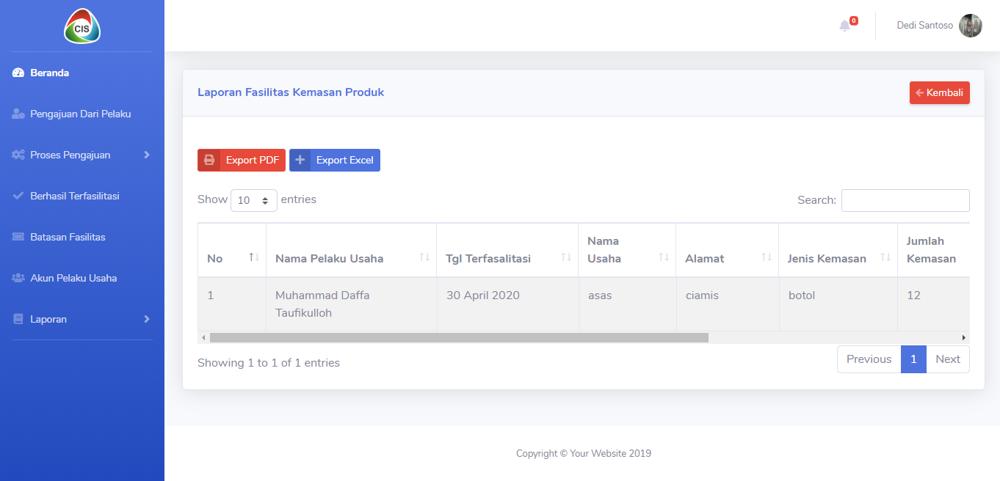 CIS
0
Dedi Santoso
Beranda
Pengajuan Dari Pelaku
Proses Pengajuan
Berhasil Terfasilitasi
Batasan Fasilitas
Akun Pelaku Usaha
Laporan
Laporan Fasilitas Kemasan Produk
Kembali
Export PDF
Export Excel
Show 10 entries
Search:
No
Nama Pelaku Usaha
Tgl Terfasalitasi
Nama
Usaha
Alamat
Jenis Kemasan
Jumlah
Kemasan
1
Muhammad Daffa
Taufikulloh
30 April 2020
asas
ciamis
botol
12
Showing 1 to 1 of 1 entries
Previous 1 Next
Copyright © Your Website 2019